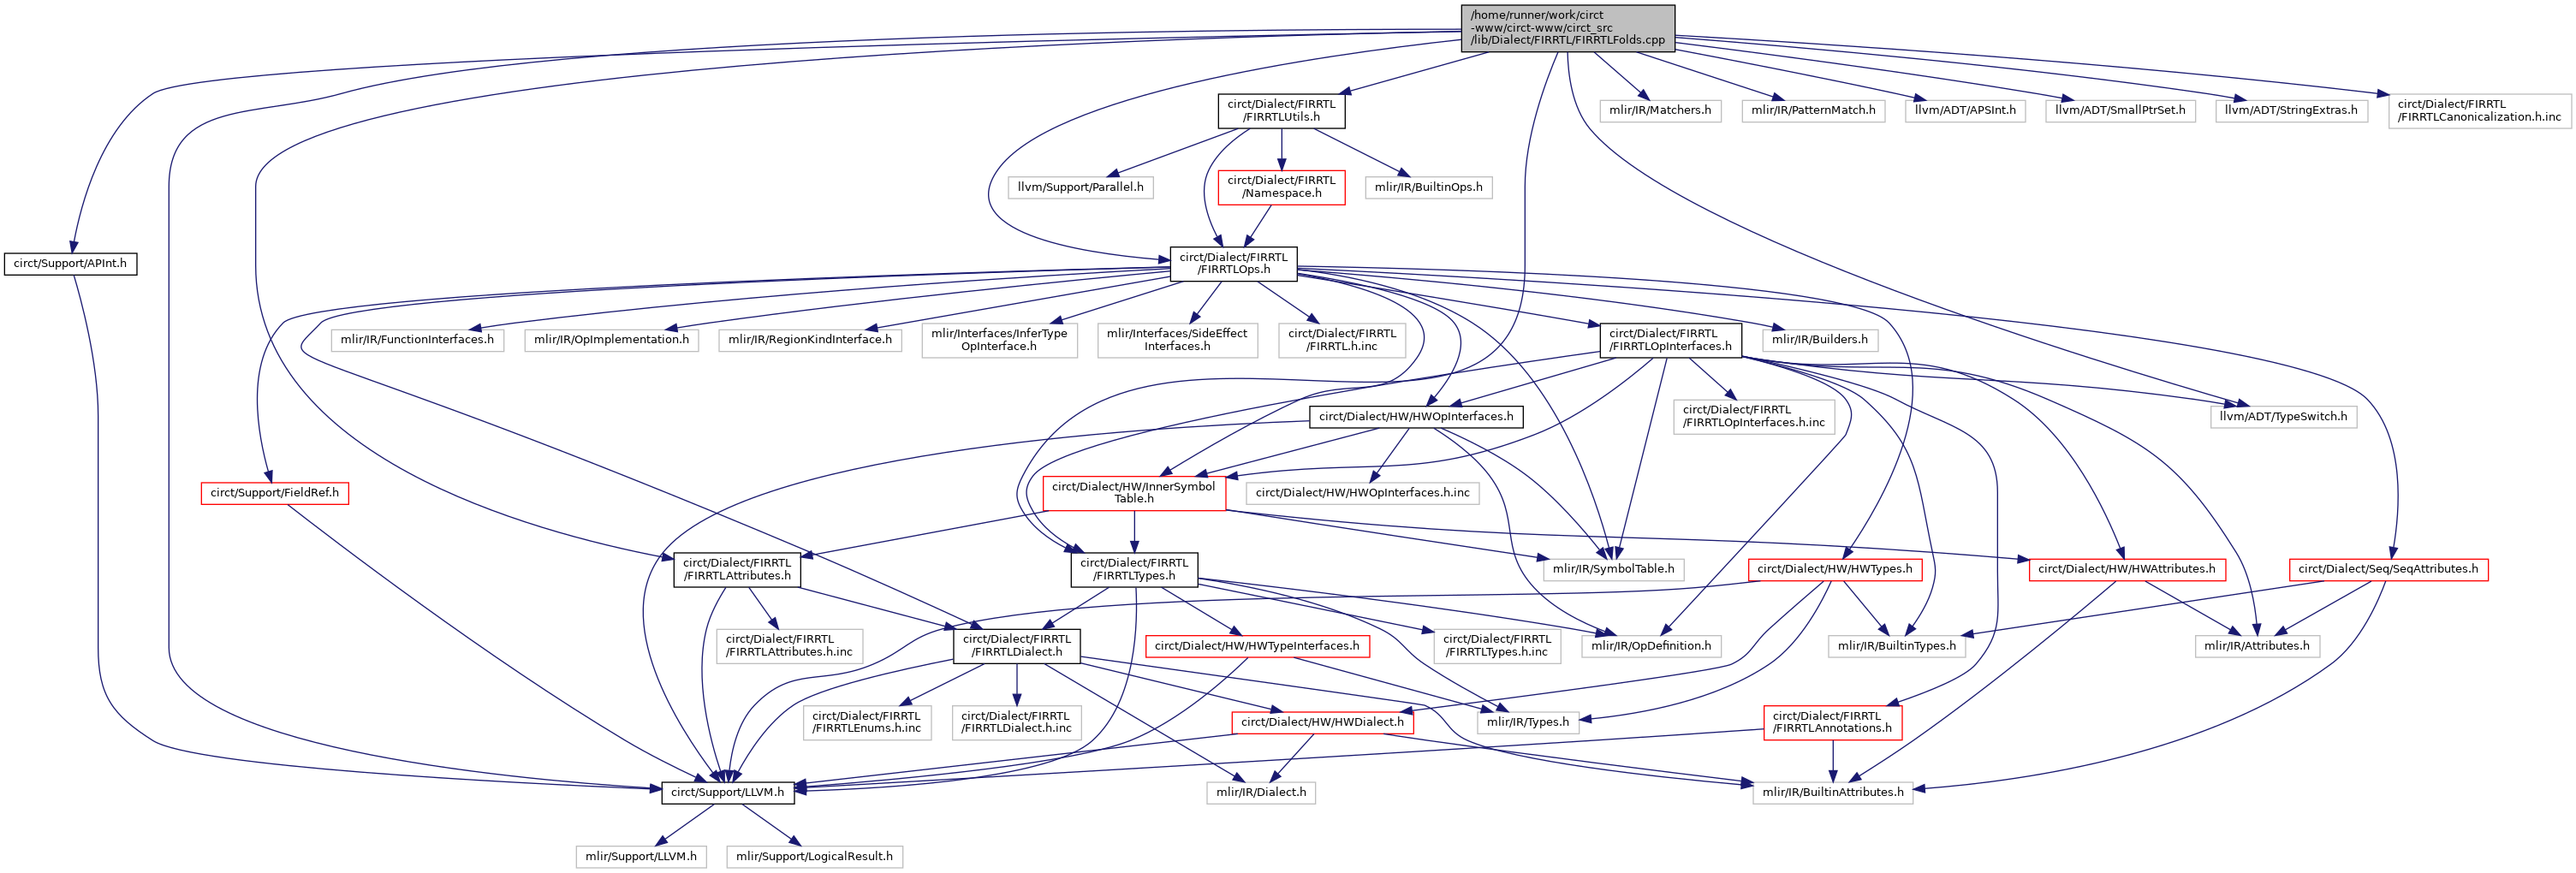 /home/runner/work/circt
-www/circt-www/circt_src
/lib/Dialect/FIRRTL/FIRRTLFolds.cpp
circt/Dialect/FIRRTL
/FIRRTLUtils.h
mlir/IR/Matchers.h
mlir/IR/PatternMatch.h
llvm/ADT/APSInt.h
llvm/ADT/SmallPtrSet.h
llvm/ADT/StringExtras.h
circt/Dialect/FIRRTL
/FIRRTLCanonicalization.h.inc
llvm/Support/Parallel.h
circt/Dialect/FIRRTL
/Namespace.h
mlir/IR/BuiltinOps.h
circt/Support/APInt.h
circt/Dialect/FIRRTL
/FIRRTLOps.h
mlir/IR/FunctionInterfaces.h
mlir/IR/OpImplementation.h
mlir/IR/RegionKindInterface.h
mlir/Interfaces/InferType
OpInterface.h
mlir/Interfaces/SideEffect
Interfaces.h
circt/Dialect/FIRRTL
/FIRRTL.h.inc
circt/Dialect/FIRRTL
/FIRRTLOpInterfaces.h
mlir/IR/Builders.h
circt/Dialect/HW/HWOpInterfaces.h
circt/Dialect/FIRRTL
/FIRRTLOpInterfaces.h.inc
llvm/ADT/TypeSwitch.h
circt/Support/FieldRef.h
circt/Dialect/HW/InnerSymbol
Table.h
circt/Dialect/HW/HWOpInterfaces.h.inc
circt/Dialect/FIRRTL
/FIRRTLAttributes.h
circt/Dialect/FIRRTL
/FIRRTLTypes.h
mlir/IR/SymbolTable.h
circt/Dialect/HW/HWTypes.h
circt/Dialect/HW/HWAttributes.h
circt/Dialect/Seq/SeqAttributes.h
circt/Dialect/FIRRTL
/FIRRTLAttributes.h.inc
circt/Dialect/FIRRTL
/FIRRTLDialect.h
circt/Dialect/HW/HWTypeInterfaces.h
circt/Dialect/FIRRTL
/FIRRTLTypes.h.inc
mlir/IR/OpDefinition.h
mlir/IR/BuiltinTypes.h
mlir/IR/Attributes.h
circt/Dialect/FIRRTL
/FIRRTLEnums.h.inc
circt/Dialect/FIRRTL
/FIRRTLDialect.h.inc
circt/Dialect/HW/HWDialect.h
mlir/IR/Types.h
circt/Dialect/FIRRTL
/FIRRTLAnnotations.h
circt/Support/LLVM.h
mlir/IR/Dialect.h
mlir/IR/BuiltinAttributes.h
mlir/Support/LLVM.h
mlir/Support/LogicalResult.h